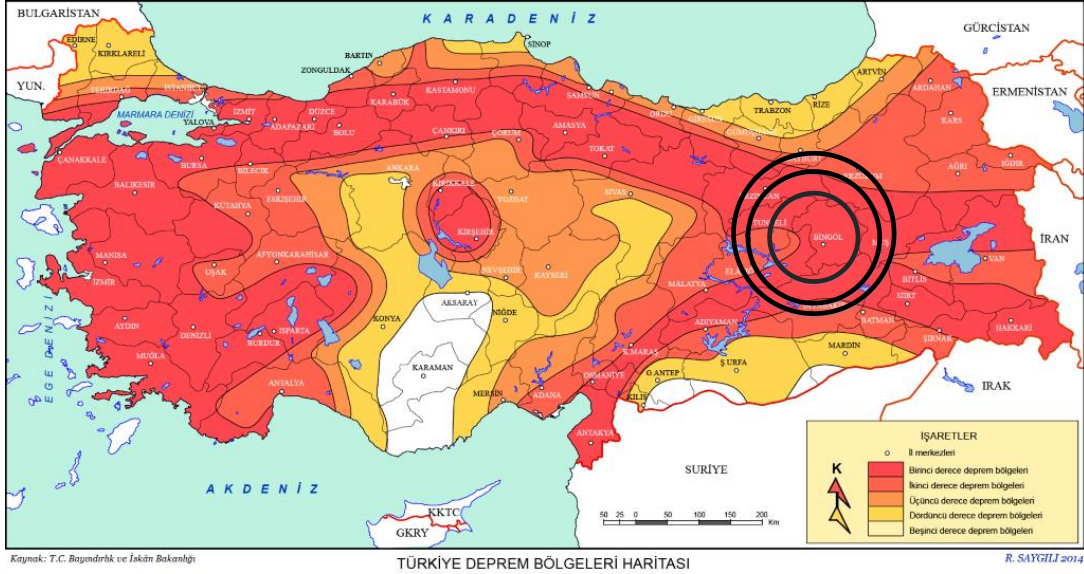 BULGARİSTAN
K A R A D E N İ Z
GÜRCİSTAN
EDİRNE
KIRKLARELİ
SİNOP
BARTIN
ZONGULDAK
ARTVİN
YUN.
TEKİRDAĞ
İSTANBUL
KASTAMONU
SAMSUN
RİZE
ARDAHAN
ERMENİSTAN
MARMARA DENİZİ
YALOVA
İZMİT
DÜZCE
KARABÜK
ORDU
GİRESUN
TRABZON
ADAPAZARI
BOLU
ÇANKIRI
ÇORUM
AMASYA
GÜMÜŞHANE
KARS
ÇANAKKALE
BURSA
BİLECİK
ANKARA
TOKAT
BAYBURT
ERZURUM
AĞRI
IĞDIR
BALIKESİR
KÜTAHYA
ESKİŞEHİR
KIRIKKALE
YOZGAT
SİVAS
TUNCELİ
BİNGÖL
MUŞ
KIRŞEHİR
MANİSA
İZMİR
UŞAK
AFYONKARAHİSAR
NEVŞEHİR
KAYSERİ
ELAZIĞ
VAN
İRAN
MALATYA
BİTLİS
SİİRT
AKSARAY
AYDIN
DENİZLİ
ISPARTA
KONYA
NİĞDE
ADIYAMAN
BATMAN
HAKKARİ
BURDUR
MUĞLA
K.MARAŞ
MARDİN
ŞIRNAK
E G E D E N İ Z İ
ANTALYA
KARAMAN
MERSİN
ADANA
OSMANİYE
G.ANTEP
Ş.URFA
KİLİS
IRAK
ANTAKYA
SURİYE
A K D E N İ Z
KKTC
GKRY
50 25 0 50 100 150 200
Km
İŞARETLER
İl merkezleri
K
Birinci derece deprem bölgeleri
İkinci derece deprem bölgeleri
Üçüncü derece deprem bölgeleri
Dördüncü derece deprem bölgeleri
Beşinci derece deprem bölgeleri
Kaynak: T.C. Bayındırlık ve İskân Bakanlığı
TÜRKİYE DEPREM BÖLGELERİ HARİTASI
R. SAYGILI 2014